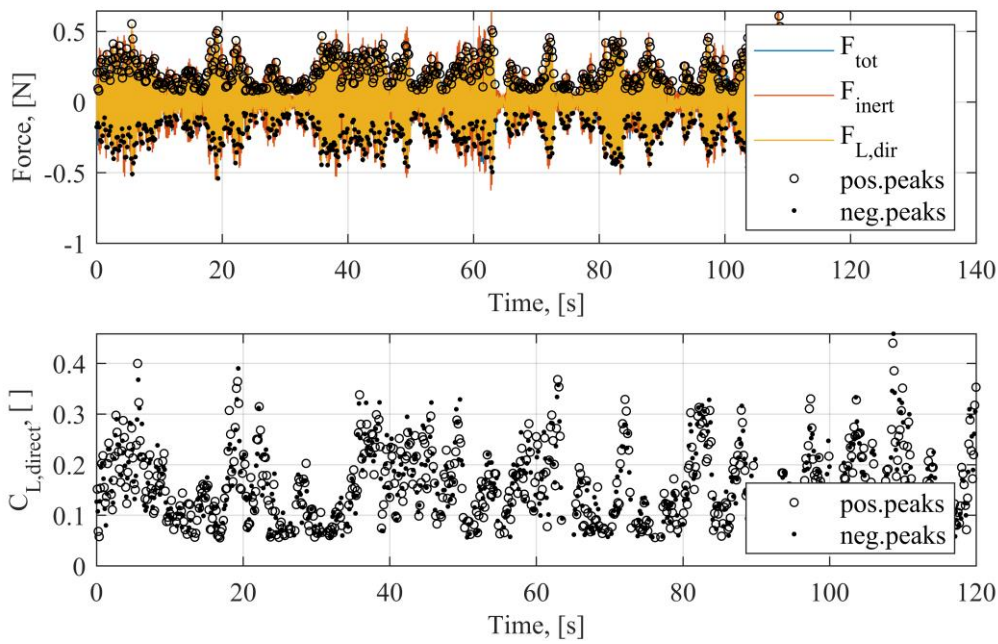 0.5
0
-0.5
-1
Force, [N]
0 20 40 60 80 100 120 140
Time, [s]
F_tot
F_inert
F_L,dir
pos.peaks
neg.peaks
0.4
0.3
0.2
0.1
0
C_L,direct, [ ]
0 20 40 60 80 100 120
Time, [s]
pos.peaks
neg.peaks